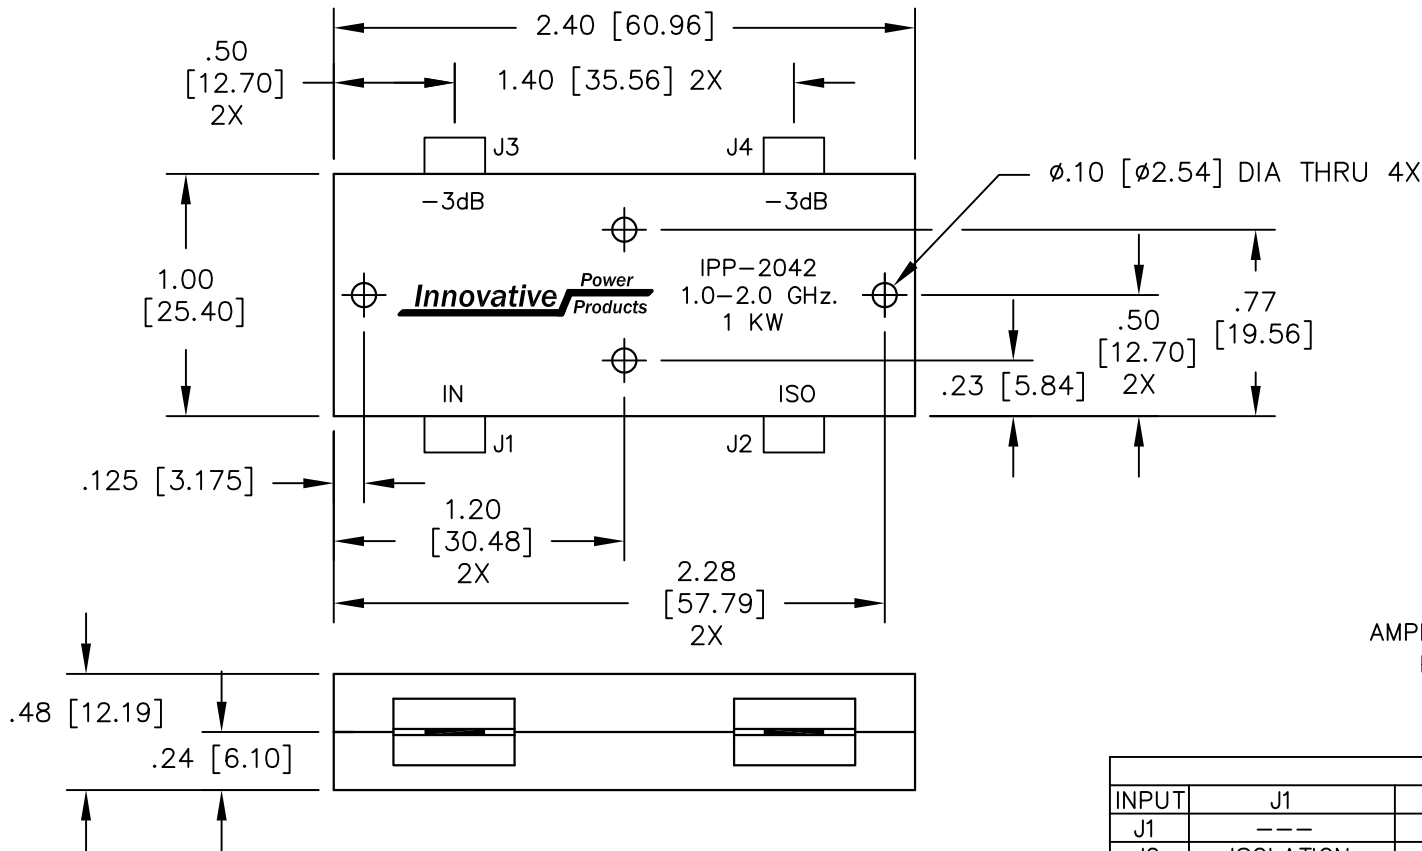 2.40 [60.96]
.50
[12.70]
2X
1.40 [35.56] 2X
J3
J4
ø.10 [ø2.54] DIA THRU 4X
-3dB
-3dB
1.00
[25.40]
Innovative Power
Products
IPP-2042
1.0-2.0 GHz.
1 KW
.77
[19.56]
.50
[12.70]
2X
.23 [5.84]
IN
ISO
J1
J2
.125 [3.175]
1.20
[30.48]
2X
2.28
[57.79]
2X
.48 [12.19]
.24 [6.10]
INPUT J1
J1 ---